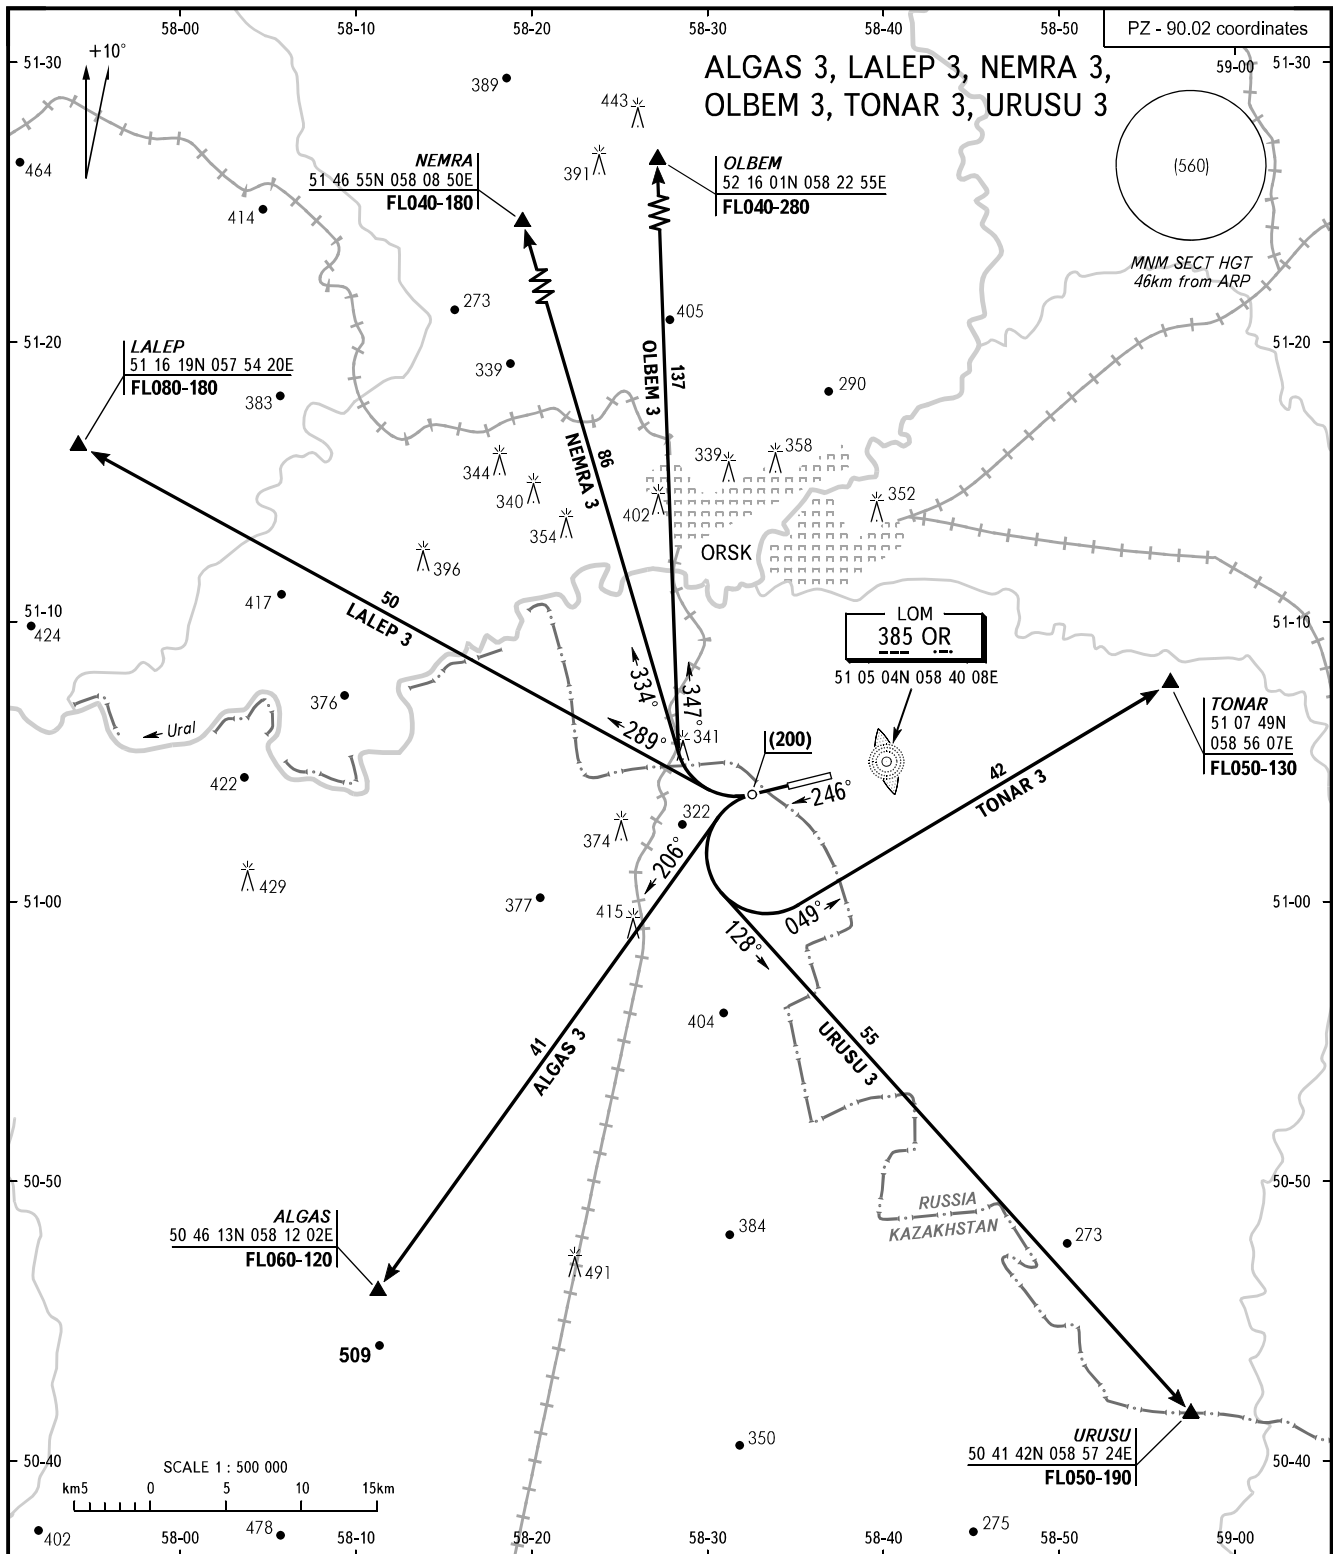 58-00 58-10 58-20 58-30 58-40 58-50
PZ - 90.02 coordinates
59-00
51-30 51-30
+10°
ALGAS 3, LALEP 3, NEMRA 3,
OLBEM 3, TONAR 3, URUSU 3
389
443
391
464
414
(560)
MNM SECT HGT
46km from ARP
NEMRA
51 46 55N 058 08 50E
FL040-180
OLBEM
52 16 01N 058 22 55E
FL040-280
273
405
51-20 51-20
LALEP
51 16 19N 057 54 20E
FL080-180
339
383
290
OLBEM 3
137
NEMRA 3
86
344
340
354
402
339
358
352
396
ORSK
417
424
51-10 51-10
50
LALEP 3
LOM
385 OR
51 05 04N 058 40 08E
376
Ural
334°
347°
289°
341
(200)
246°
TONAR
51 07 49N
058 56 07E
FL050-130
42
TONAR 3
422
374
322
206°
429
377
415
51-00 51-00
049°
128°
404
41
ALGAS 3
55
URUSU 3
50-50 50-50
RUSSIA
KAZAKHSTAN
ALGAS
50 46 13N 058 12 02E
FL060-120
384
273
491
509
350
URUSU
50 41 42N 058 57 24E
FL050-190
50-40 50-40
SCALE 1 : 500 000
km5 0 5 10 15km
402
478
275
58-00 58-10 58-20 58-30 58-40 58-50 59-00